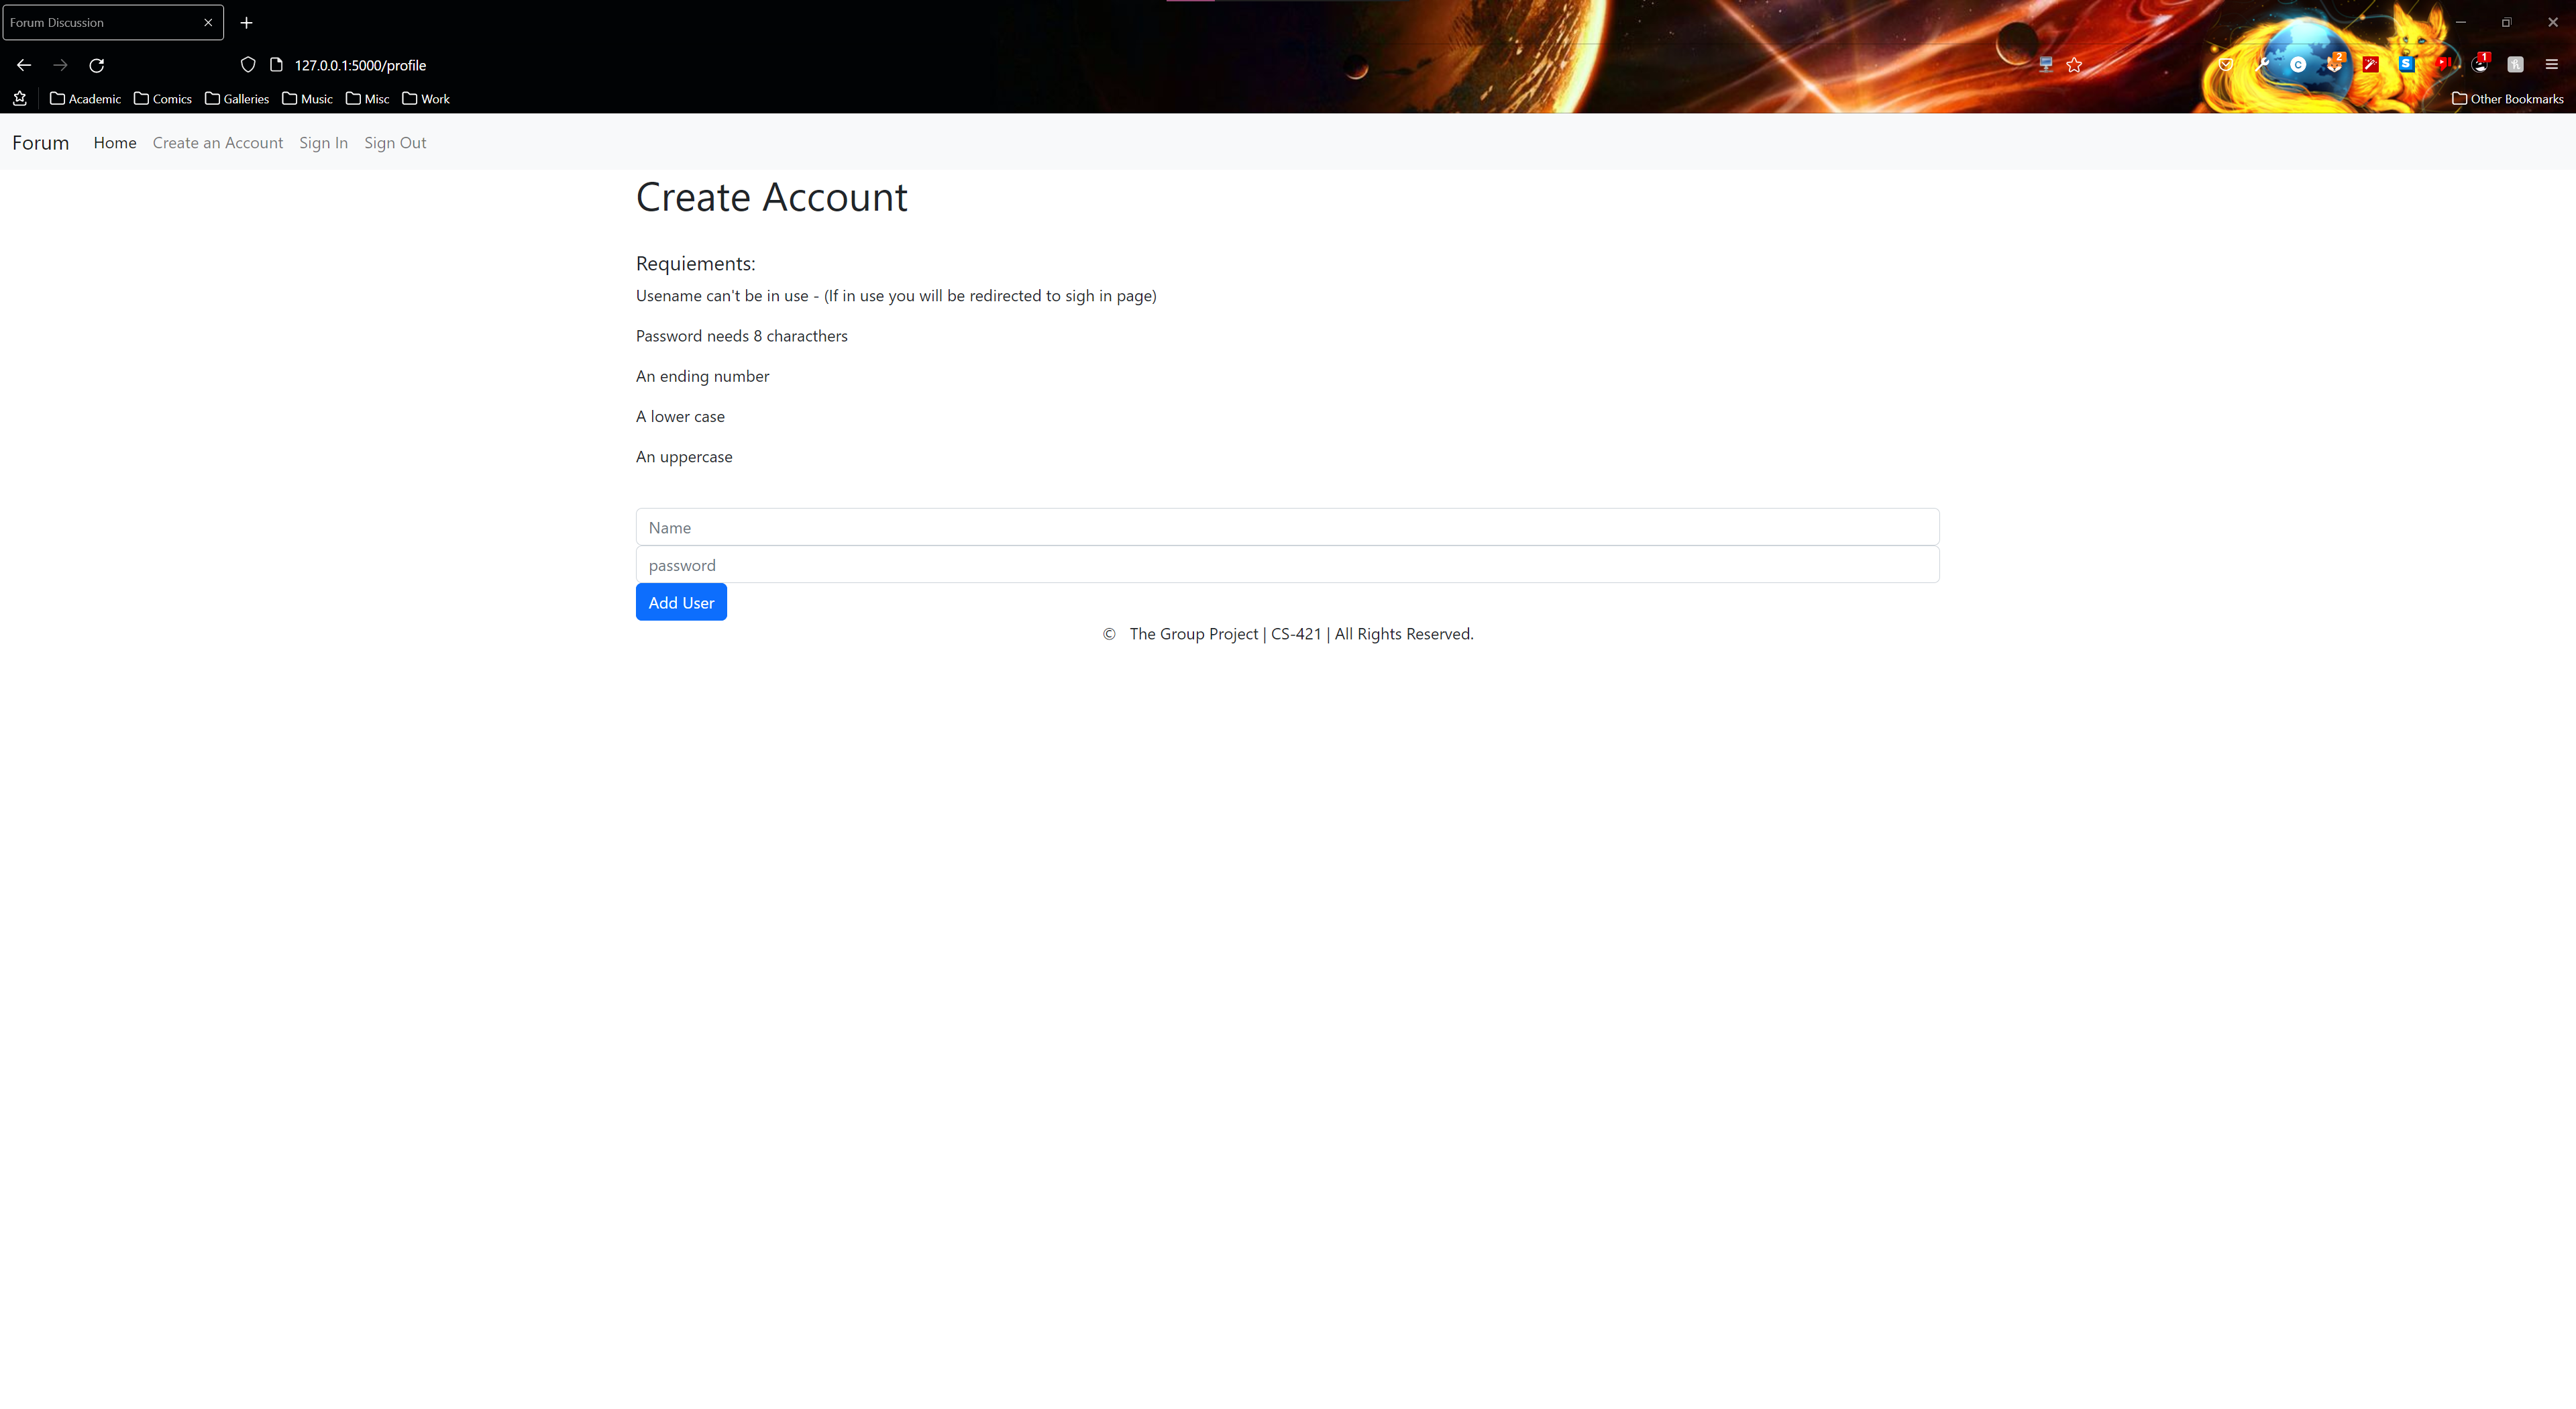 Forum Discussion
127.0.0.1:5000/profile
Academic Comics Galleries Music Misc Work Other Bookmarks
Forum Home Create an Account Sign In Sign Out
Create Account
Requiements:
Usename can't be in use - (If in use you will be redirected to sigh in page)
Password needs 8 characthers
An ending number
A lower case
An uppercase
Name
password
Add User
© The Group Project | CS-421 | All Rights Reserved.